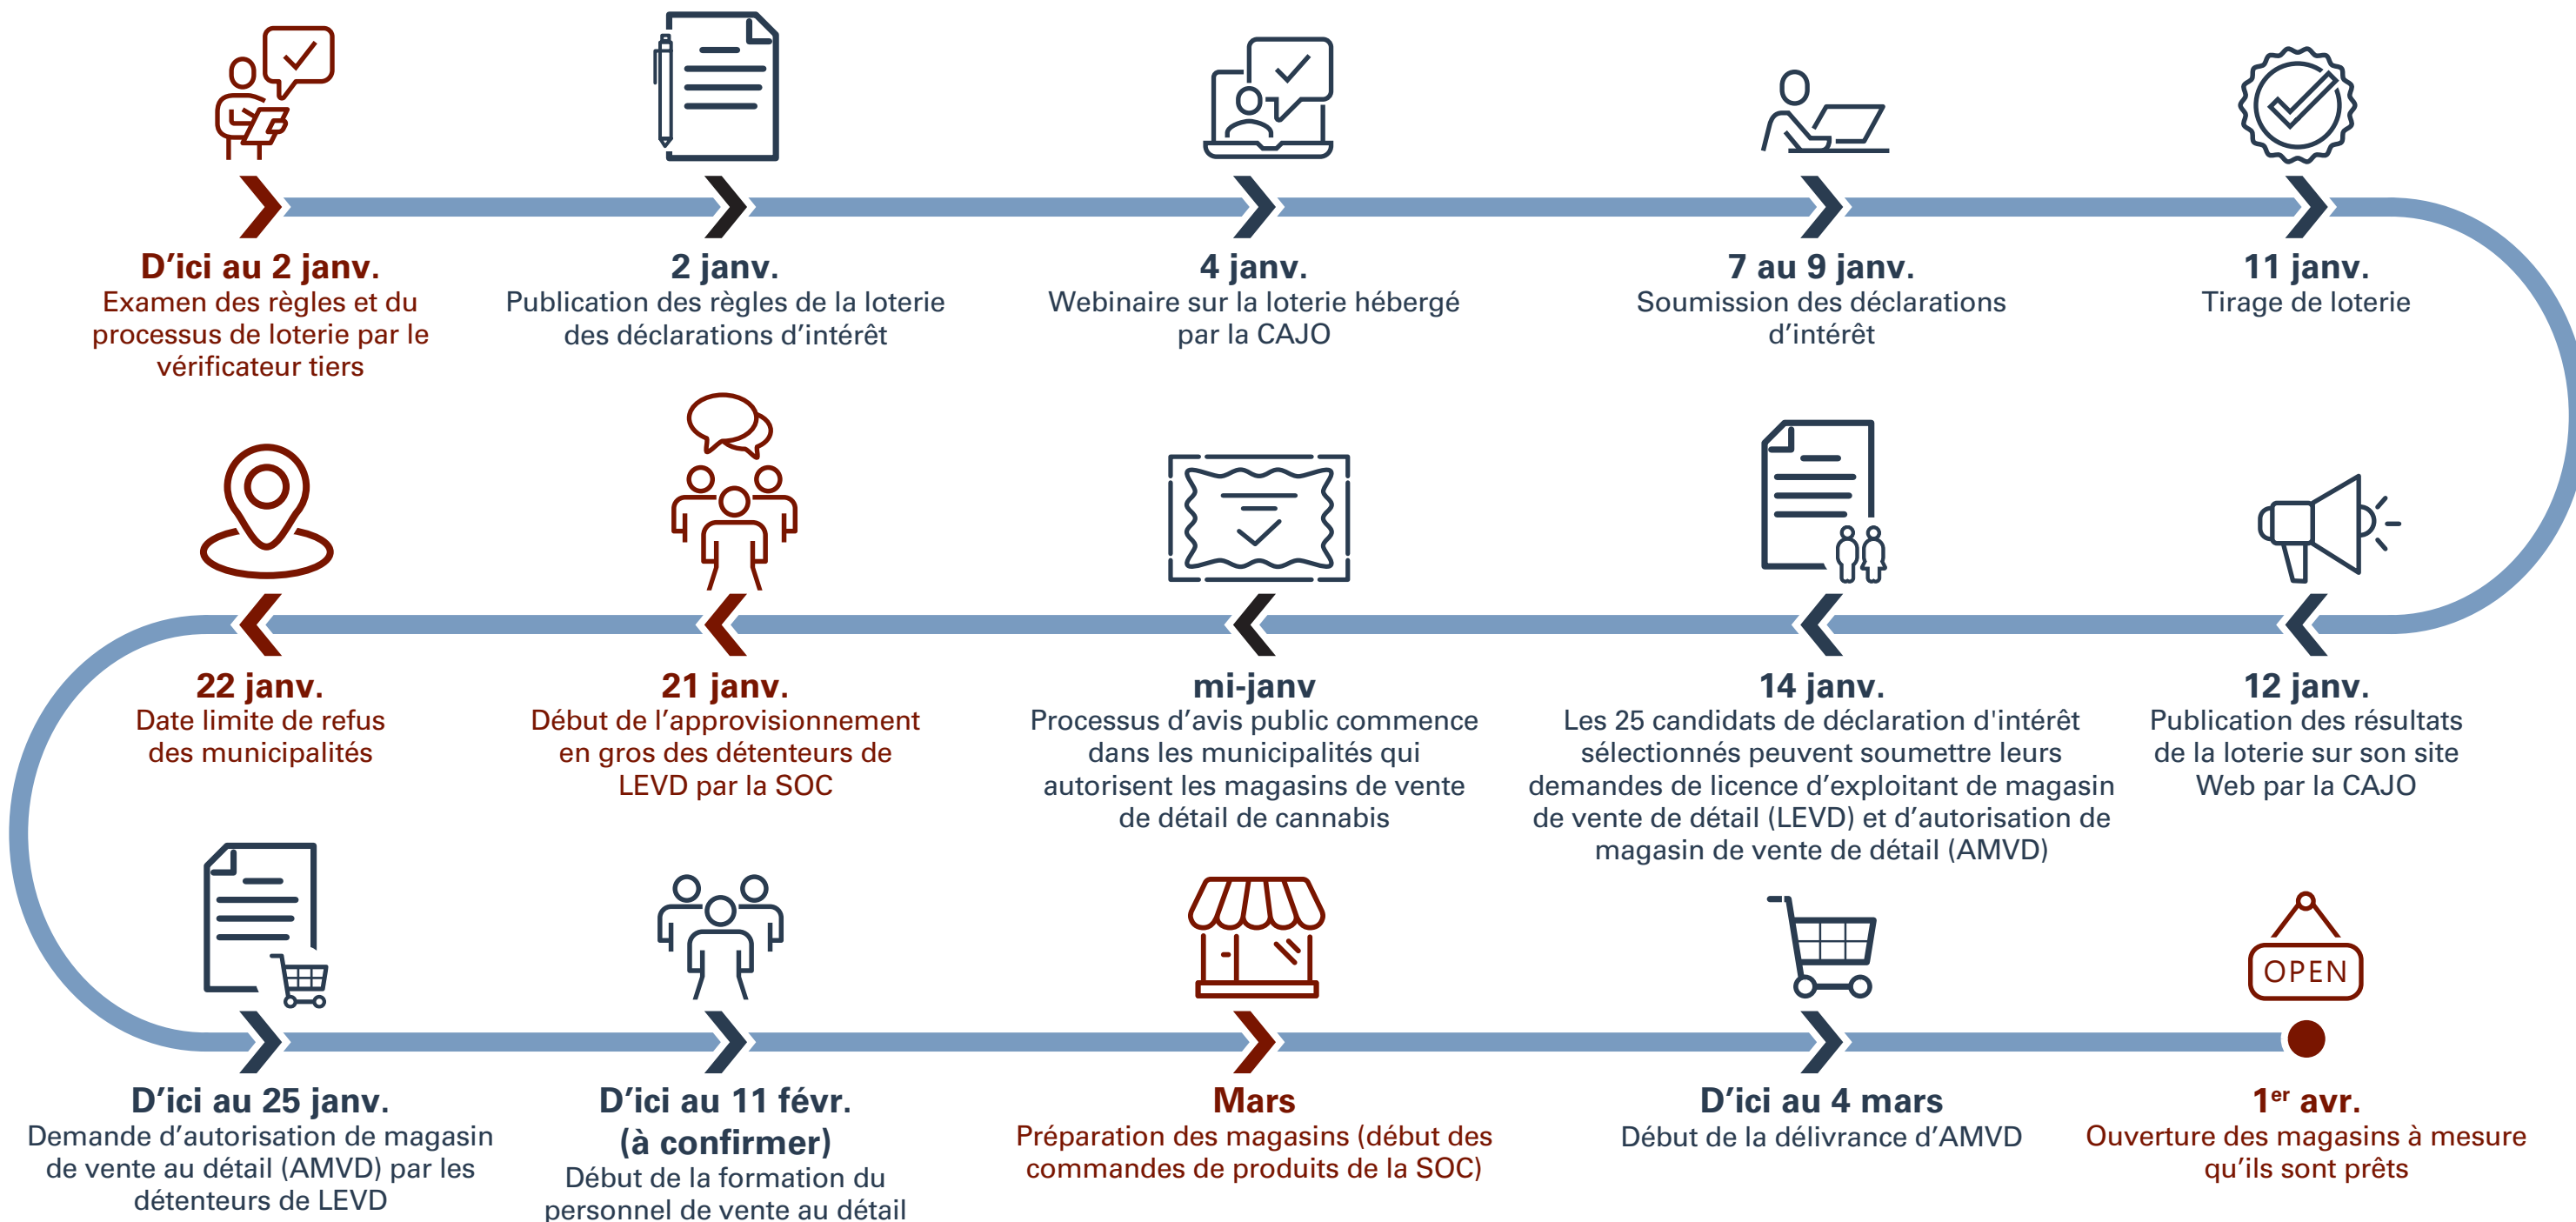 D'ici au 2 janv.
Examen des règles et du
processus de loterie par le
vérificateur tiers
2 janv.
Publication des règles de la loterie
des déclarations d'intérêt
4 janv.
Webinaire sur la loterie hébergé
par la CAJO
7 au 9 janv.
Soumission des déclarations
d'intérêt
11 janv.
Tirage de loterie
12 janv.
Publication des résultats
de la loterie sur son site
Web par la CAJO
14 janv.
Les 25 candidats de déclaration d'intérêt
sélectionnés peuvent soumettre leurs
demandes de licence d'exploitant de magasin
de vente de détail (LEVD) et d'autorisation de
magasin de vente de détail (AMVD)
mi-janv
Processus d'avis public commence
dans les municipalités qui
autorisent les magasins de vente
de détail de cannabis
21 janv.
Début de l'approvisionnement
en gros des détenteurs de
LEVD par la SOC
22 janv.
Date limite de refus
des municipalités
D'ici au 25 janv.
Demande d'autorisation de magasin
de vente au détail (AMVD) par les
détenteurs de LEVD
D'ici au 11 févr.
(à confirmer)
Début de la formation du
personnel de vente au détail
Mars
Préparation des magasins (début des
commandes de produits de la SOC)
D'ici au 4 mars
Début de la délivrance d'AMVD
OPEN
1er avr.
Ouverture des magasins à mesure
qu'ils sont prêts